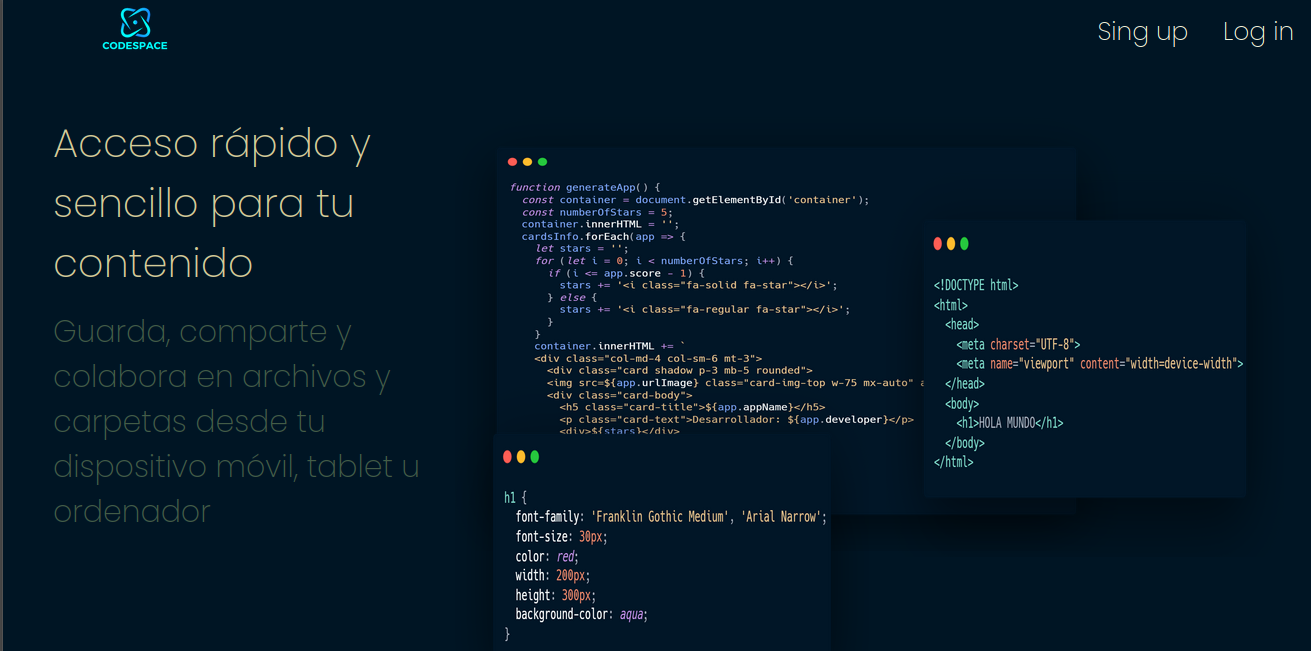 CODESPACE
Sing up
Log in
Acceso rápido y
sencillo para tu
contenido
Guarda, comparte y
colabora en archivos y
carpetas desde tu
dispositivo móvil, tablet u
ordenador
function generateApp() {
const container = document.getElementById('container');
const numberOfStars = 5;
container.innerHTML = '';
cardsInfo.forEach(app => {
let stars = '';
for (let i = 0; i < numberOfStars; i++) {
if (i <= app.score - 1) {
stars += '<i class="fa-solid fa-star"></i>';
} else {
stars += '<i class="fa-regular fa-star"></i>';
}
}
container.innerHTML += `
<div class="col-md-4 col-sm-6 mt-3">
<div class="card shadow p-3 mb-5 rounded">
<img src=${app.urlImage} class="card-img-top w-75 mx-auto" a
<div class="card-body">
<h5 class="card-title">${app.appName}</h5>
<p class="card-text">Desarrollador: ${app.developer}</p>
<div>${stars}</div>
<!DOCTYPE html>
<html>
<head>
<meta charset="UTF-8">
<meta name="viewport" content="width=device-width">
</head>
<body>
<h1>HOLA MUNDO</h1>
</body>
</html>
h1 {
font-family: 'Franklin Gothic Medium', 'Arial Narrow';
font-size: 30px;
color: red;
width: 200px;
height: 300px;
background-color: aqua;
}